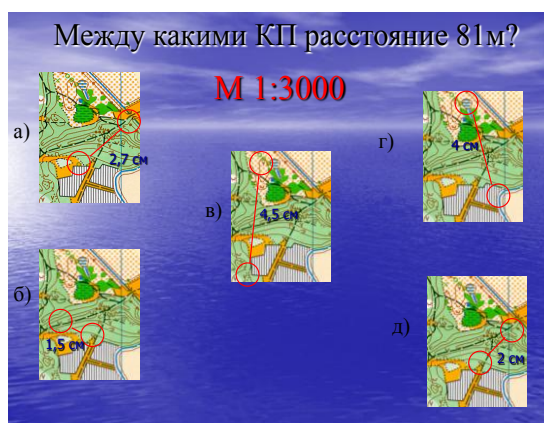 Между какими КП расстояние 81м?
М 1:3000
а)
2,7 см
г)
4 см
в)
4,5 см
б)
1,5 см
д)
2 см